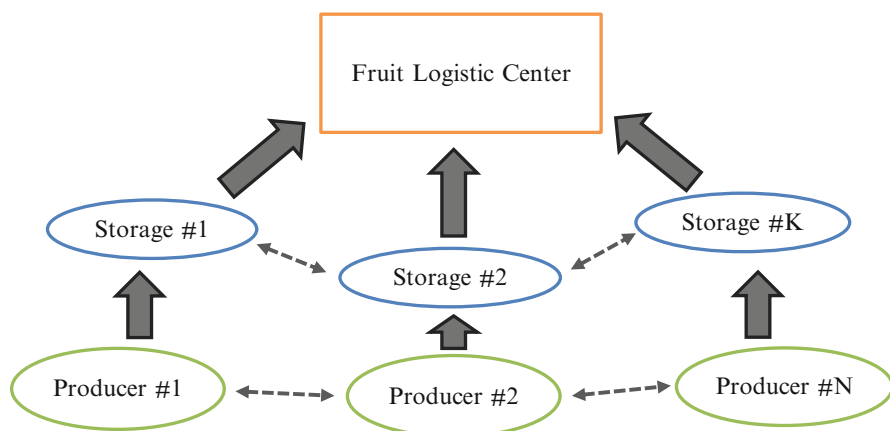 Fruit Logistic Center
Storage #1
Storage #2
Storage #K
Producer #1
Producer #2
Producer #N